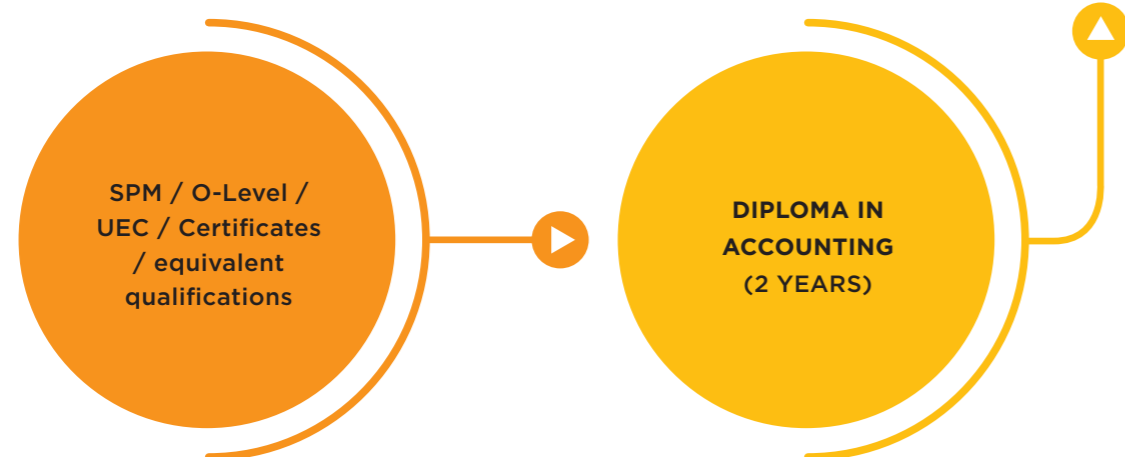 SPM / O-Level /
UEC / Certificates
/ equivalent
qualifications
DIPLOMA IN
ACCOUNTING
(2 YEARS)